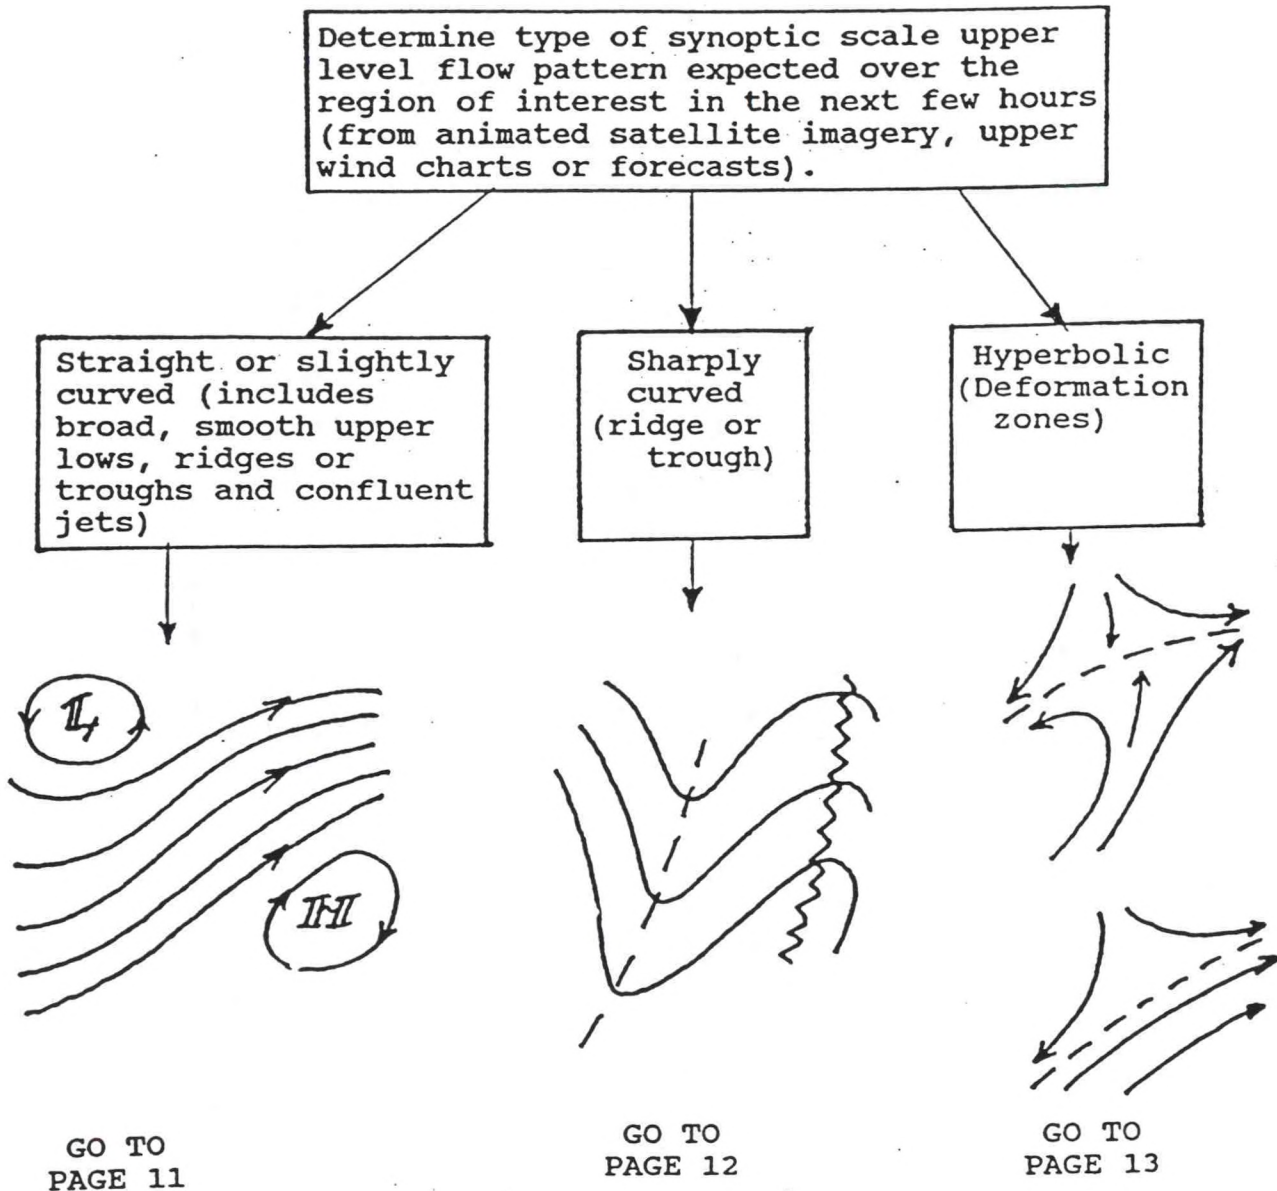 Determine type of synoptic scale upper
level flow pattern expected over the
region of interest in the next few hours
(from animated satellite imagery, upper
wind charts or forecasts).
Straight or slightly
curved (includes
broad, smooth upper
lows, ridges or
troughs and confluent
jets)
Sharply
curved
(ridge or
trough)
Hyperbolic
(Deformation
zones)
L
H
GO TO
PAGE 11
GO TO
PAGE 12
GO TO
PAGE 13